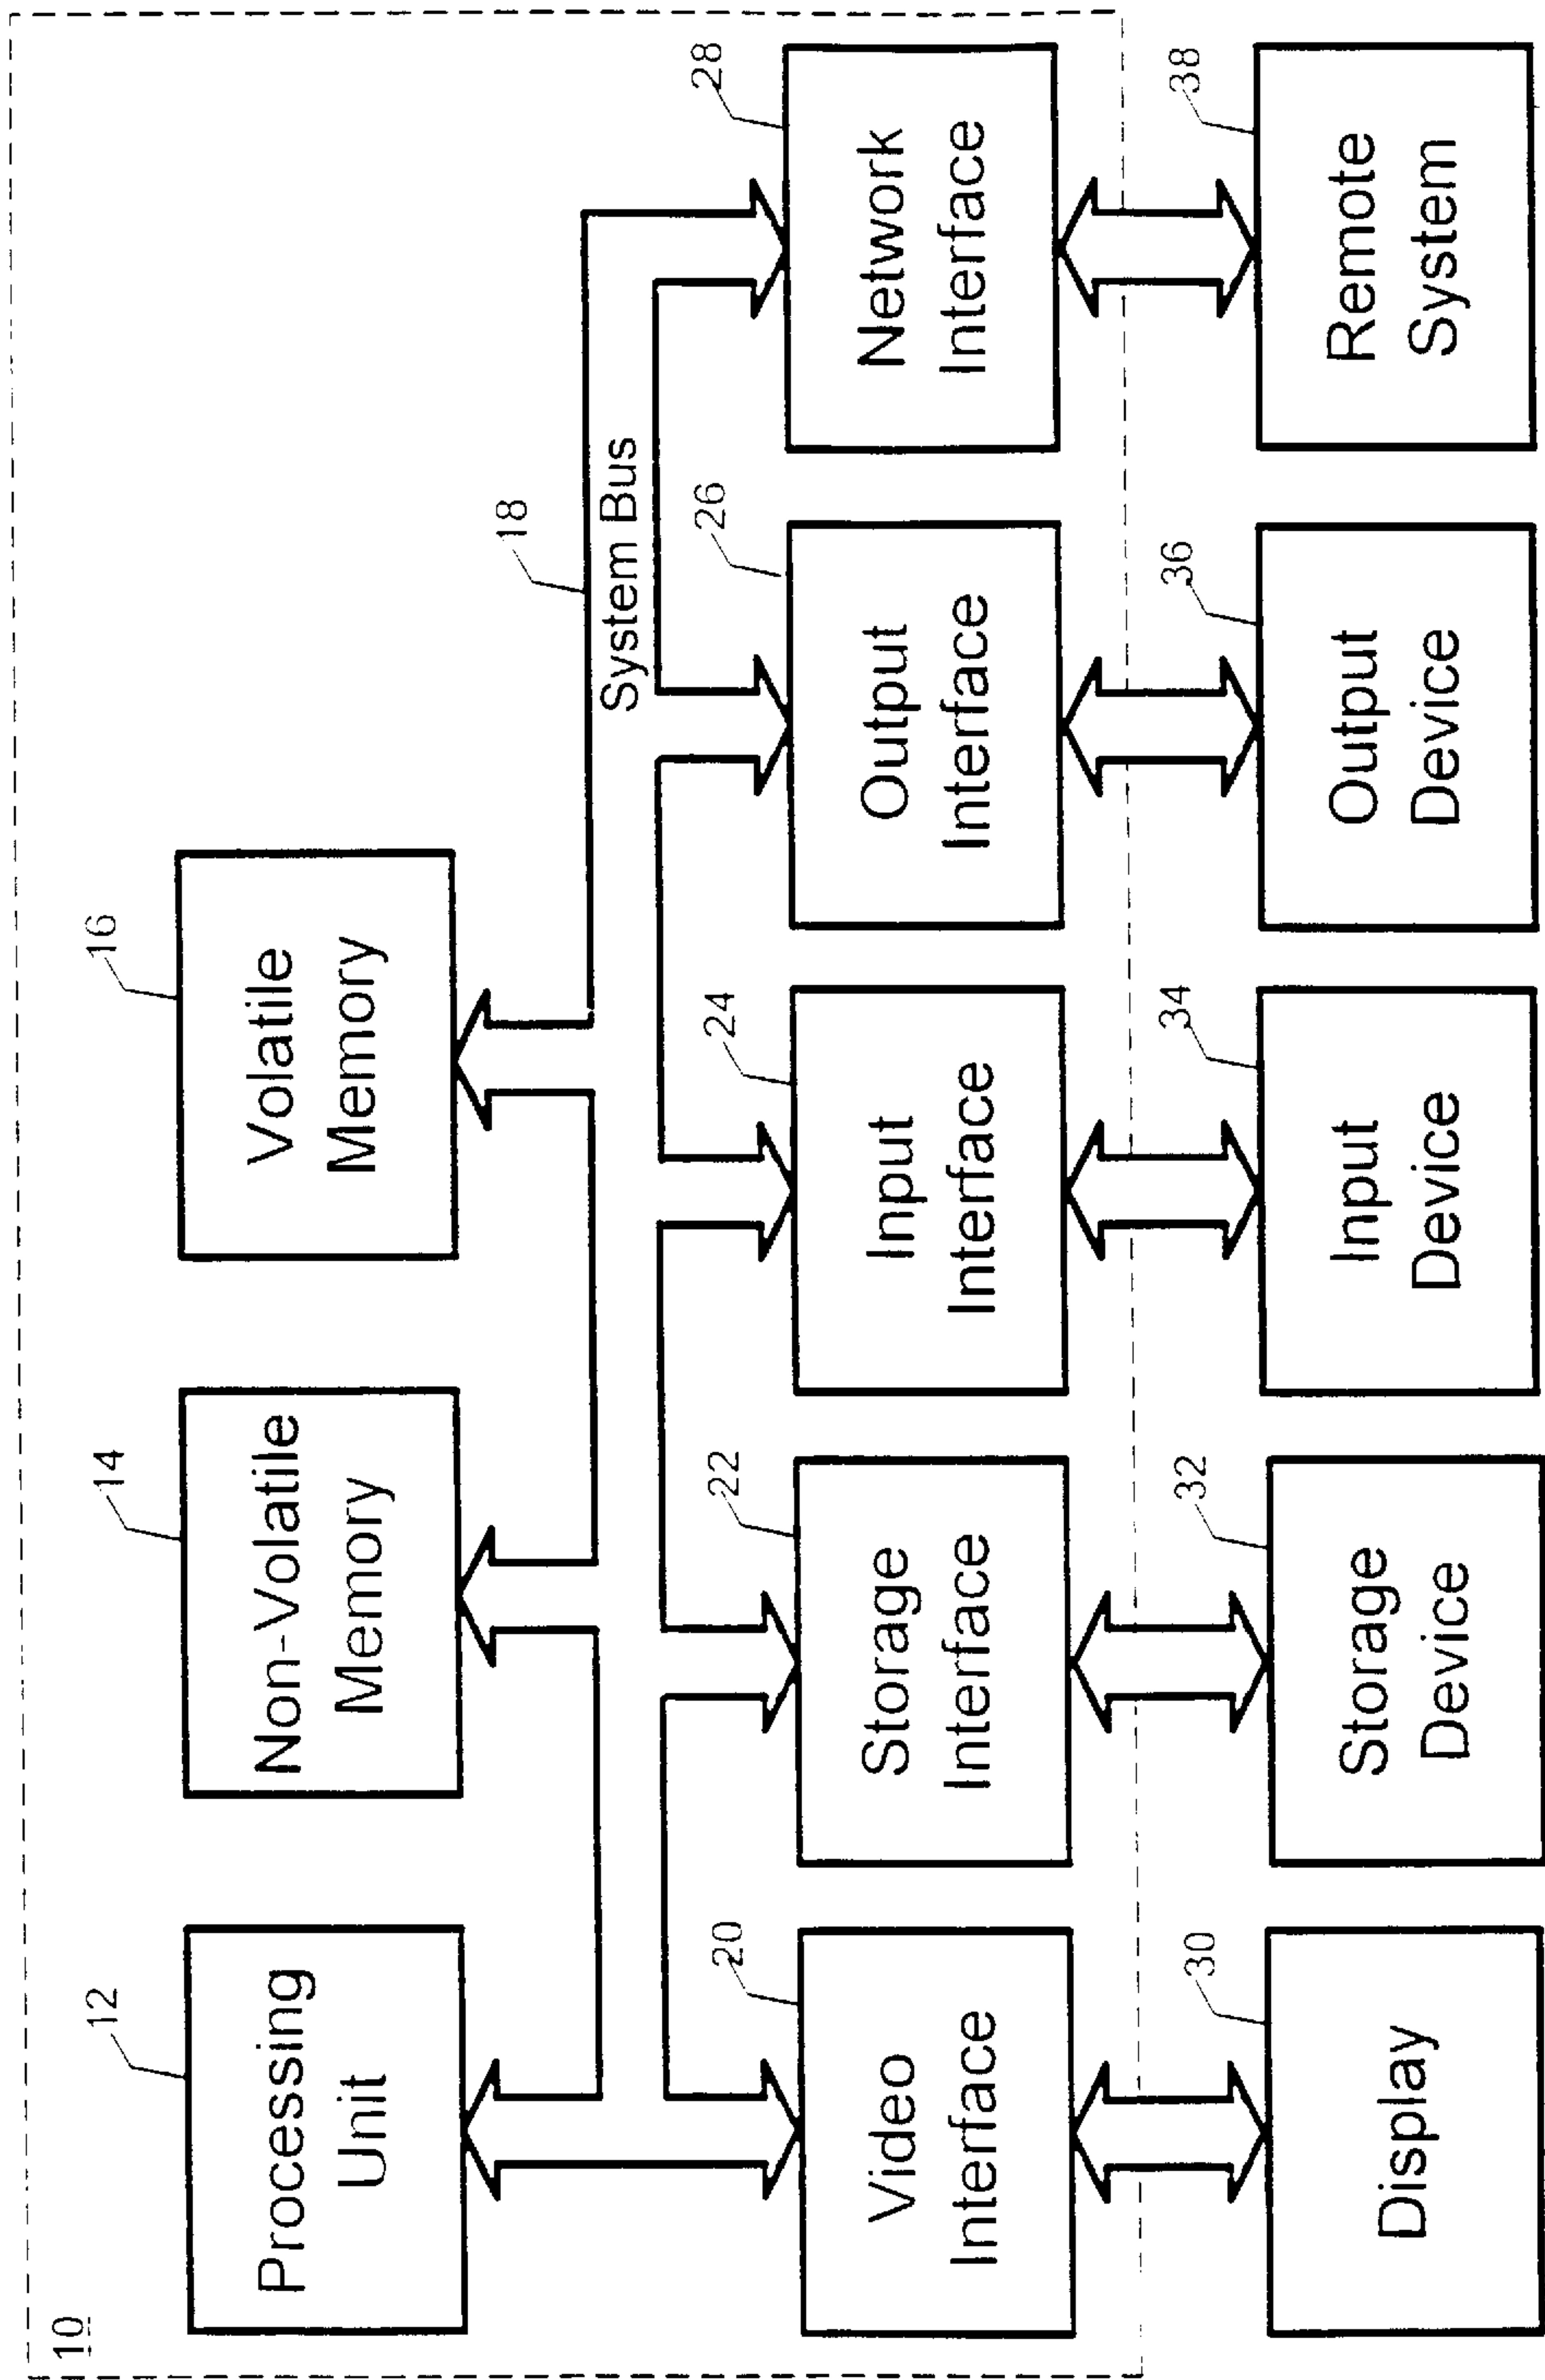 10
12
Processing
Unit
14
Non-Volatile
Memory
16
Volatile
Memory
18
System Bus
20
Video
Interface
22
Storage
Interface
24
Input
Interface
26
Output
Interface
28
Network
Interface
30
Display
32
Storage
Device
34
Input
Device
36
Output
Device
38
Remote
System